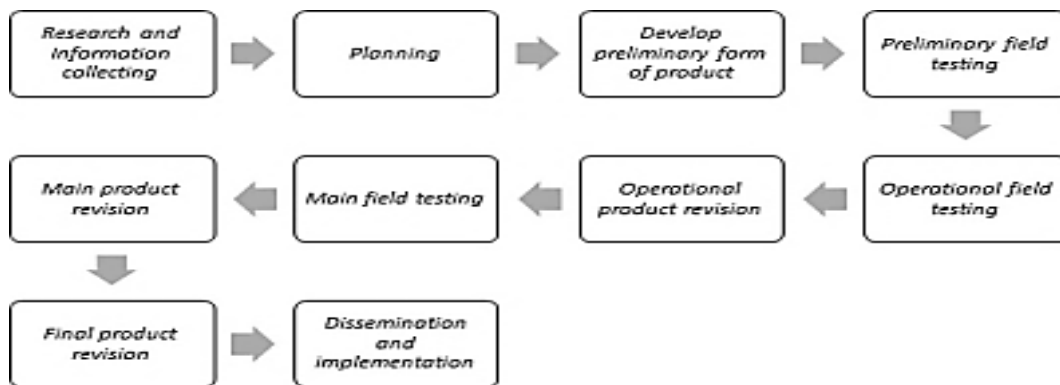 Research and
Information
collecting
Planning
Develop
preliminary form
of product
Preliminary field
testing
Operational field
testing
Operational
product revision
Main field testing
Main product
revision
Final product
revision
Dissemination
and
implementation